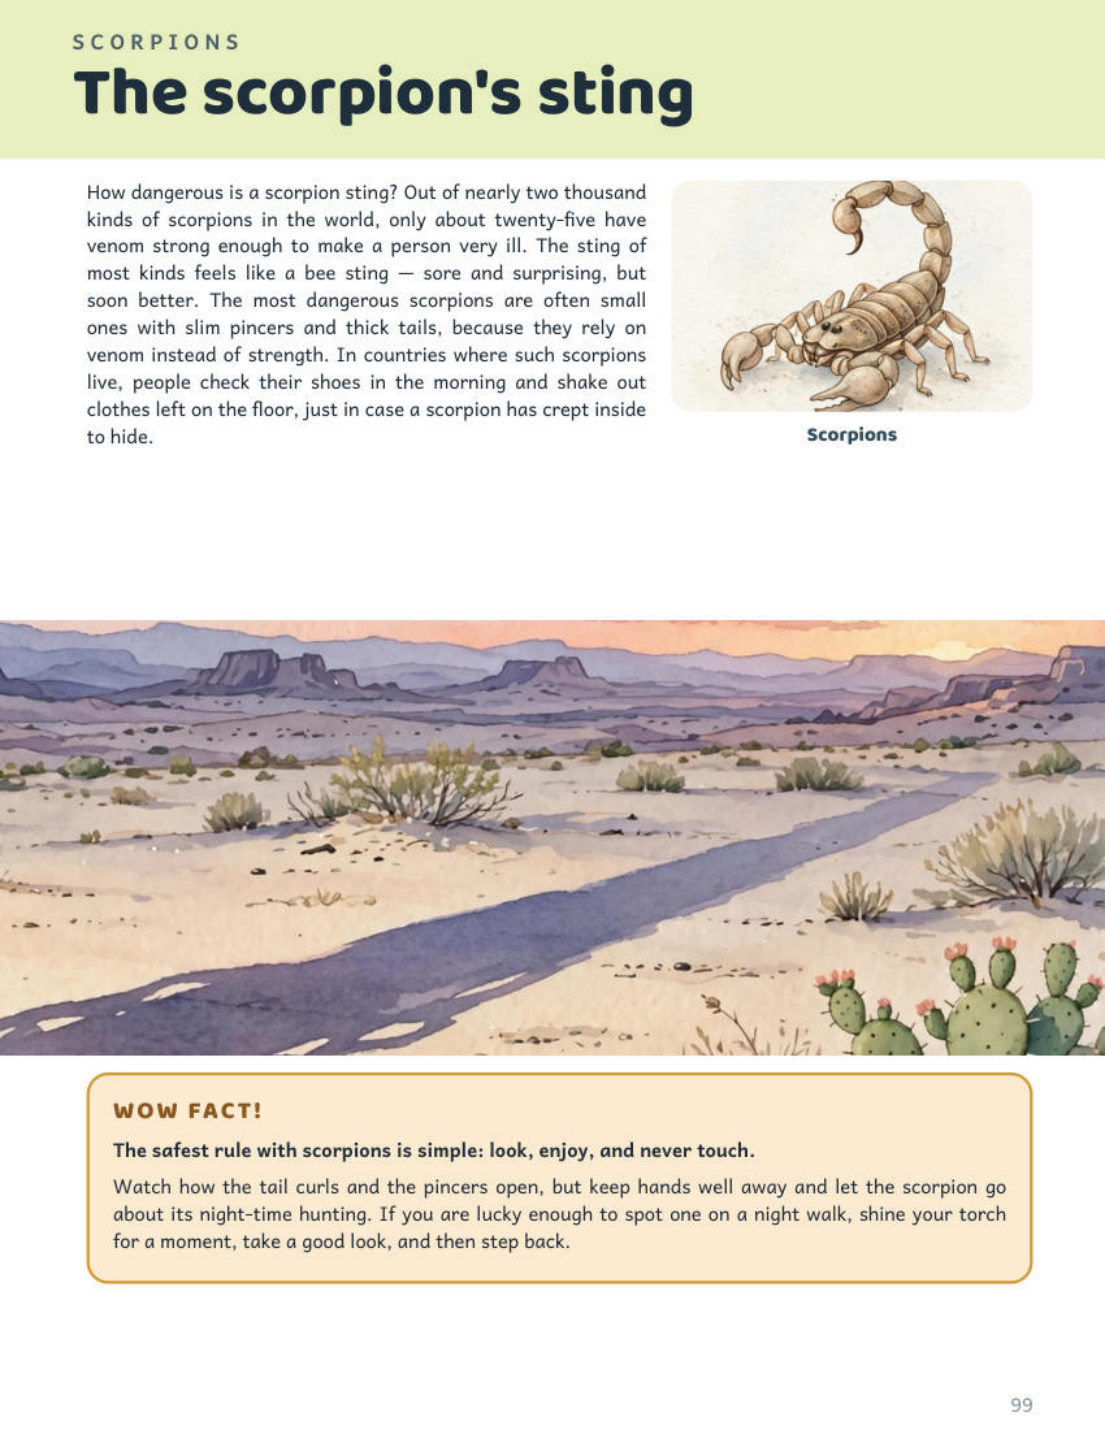 SCORPIONS
The scorpion's sting
How dangerous is a scorpion sting? Out of nearly two thousand
kinds of scorpions in the world, only about twenty-five have
venom strong enough to make a person very ill. The sting of
most kinds feels like a bee sting — sore and surprising, but
soon better. The most dangerous scorpions are often small
ones with slim pincers and thick tails, because they rely on
venom instead of strength. In countries where such scorpions
live, people check their shoes in the morning and shake out
clothes left on the floor, just in case a scorpion has crept inside
to hide.
Scorpions
WOW FACT!
The safest rule with scorpions is simple: look, enjoy, and never touch.
Watch how the tail curls and the pincers open, but keep hands well away and let the scorpion go
about its night-time hunting. If you are lucky enough to spot one on a night walk, shine your torch
for a moment, take a good look, and then step back.
99